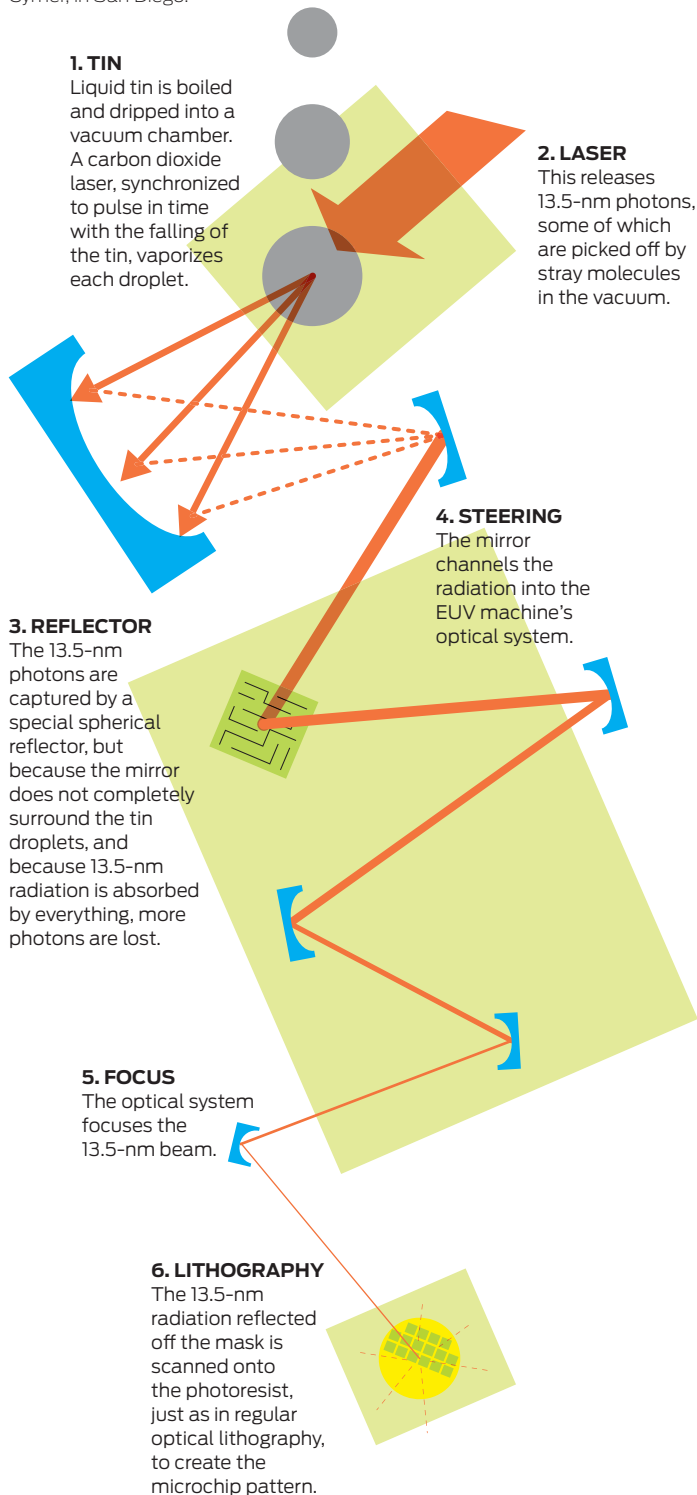 1. TIN
Liquid tin is boiled
and dripped into a
vacuum chamber.
A carbon dioxide
laser, synchronized
to pulse in time
with the falling of
the tin, vaporizes
each droplet.
2. LASER
This releases
13.5-nm photons,
some of which
are picked off by
stray molecules
in the vacuum.
3. REFLECTOR
The 13.5-nm
photons are
captured by a
special spherical
reflector, but
because the mirror
does not completely
surround the tin
droplets, and
because 13.5-nm
radiation is absorbed
by everything, more
photons are lost.
4. STEERING
The mirror
channels the
radiation into the
EUV machine's
optical system.
5. FOCUS
The optical system
focuses the
13.5-nm beam.
6. LITHOGRAPHY
The 13.5-nm
radiation reflected
off the mask is
scanned onto
the photoresist,
just as in regular
optical lithography,
to create the
microchip pattern.